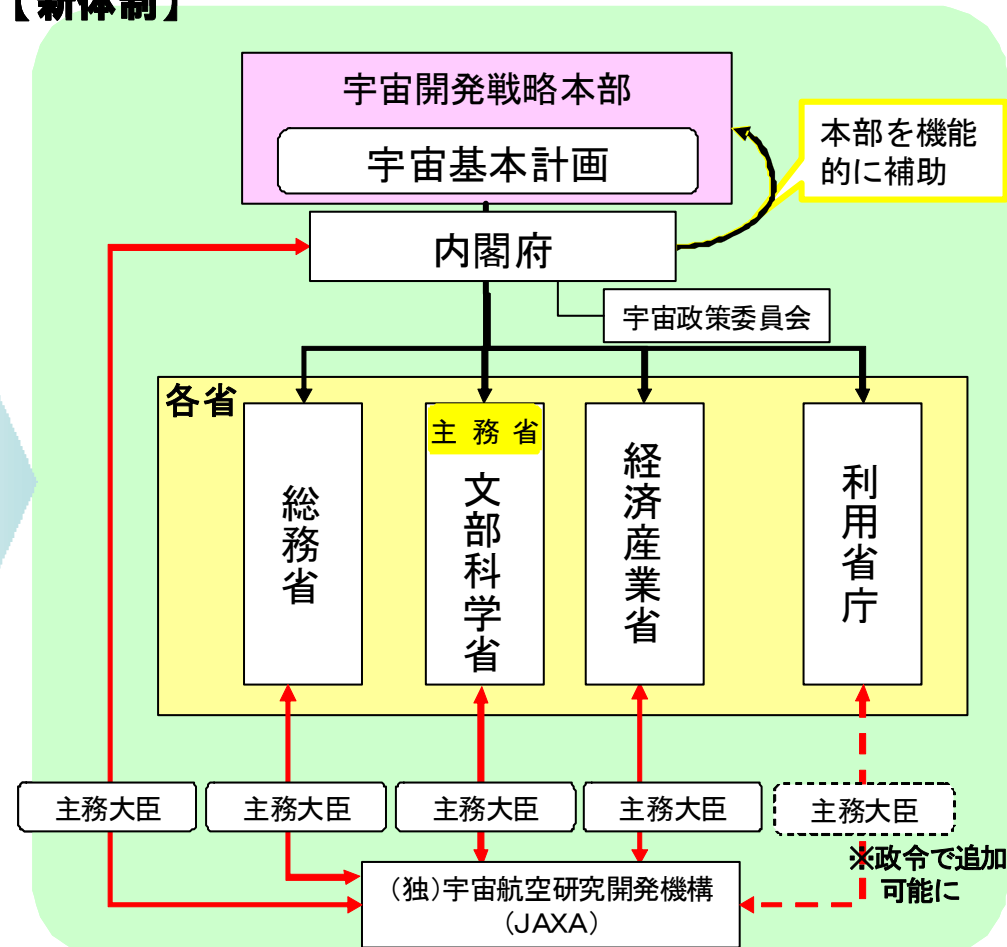 【新体制】
宇宙開発戦略本部
宇宙基本計画
本部を機能
的に補助
内閣府
宇宙政策委員会
各省
総務省
主務省
文部科学省
経済産業省
利用省庁
主務大臣
主務大臣
主務大臣
主務大臣
主務大臣
※政令で追加
可能に
(独)宇宙航空研究開発機構
(JAXA)